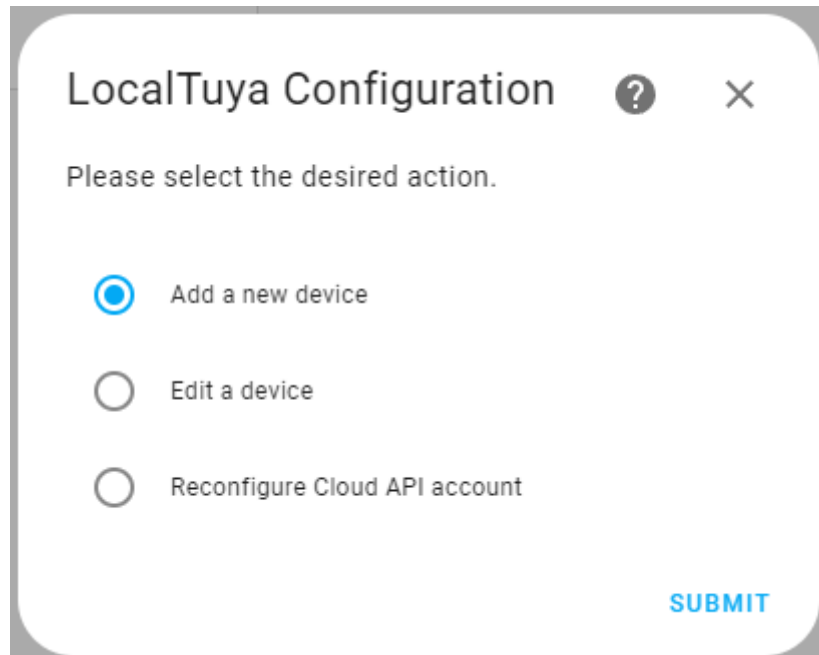 LocalTuya Configuration
Please select the desired action.
Add a new device
Edit a device
Reconfigure Cloud API account
SUBMIT